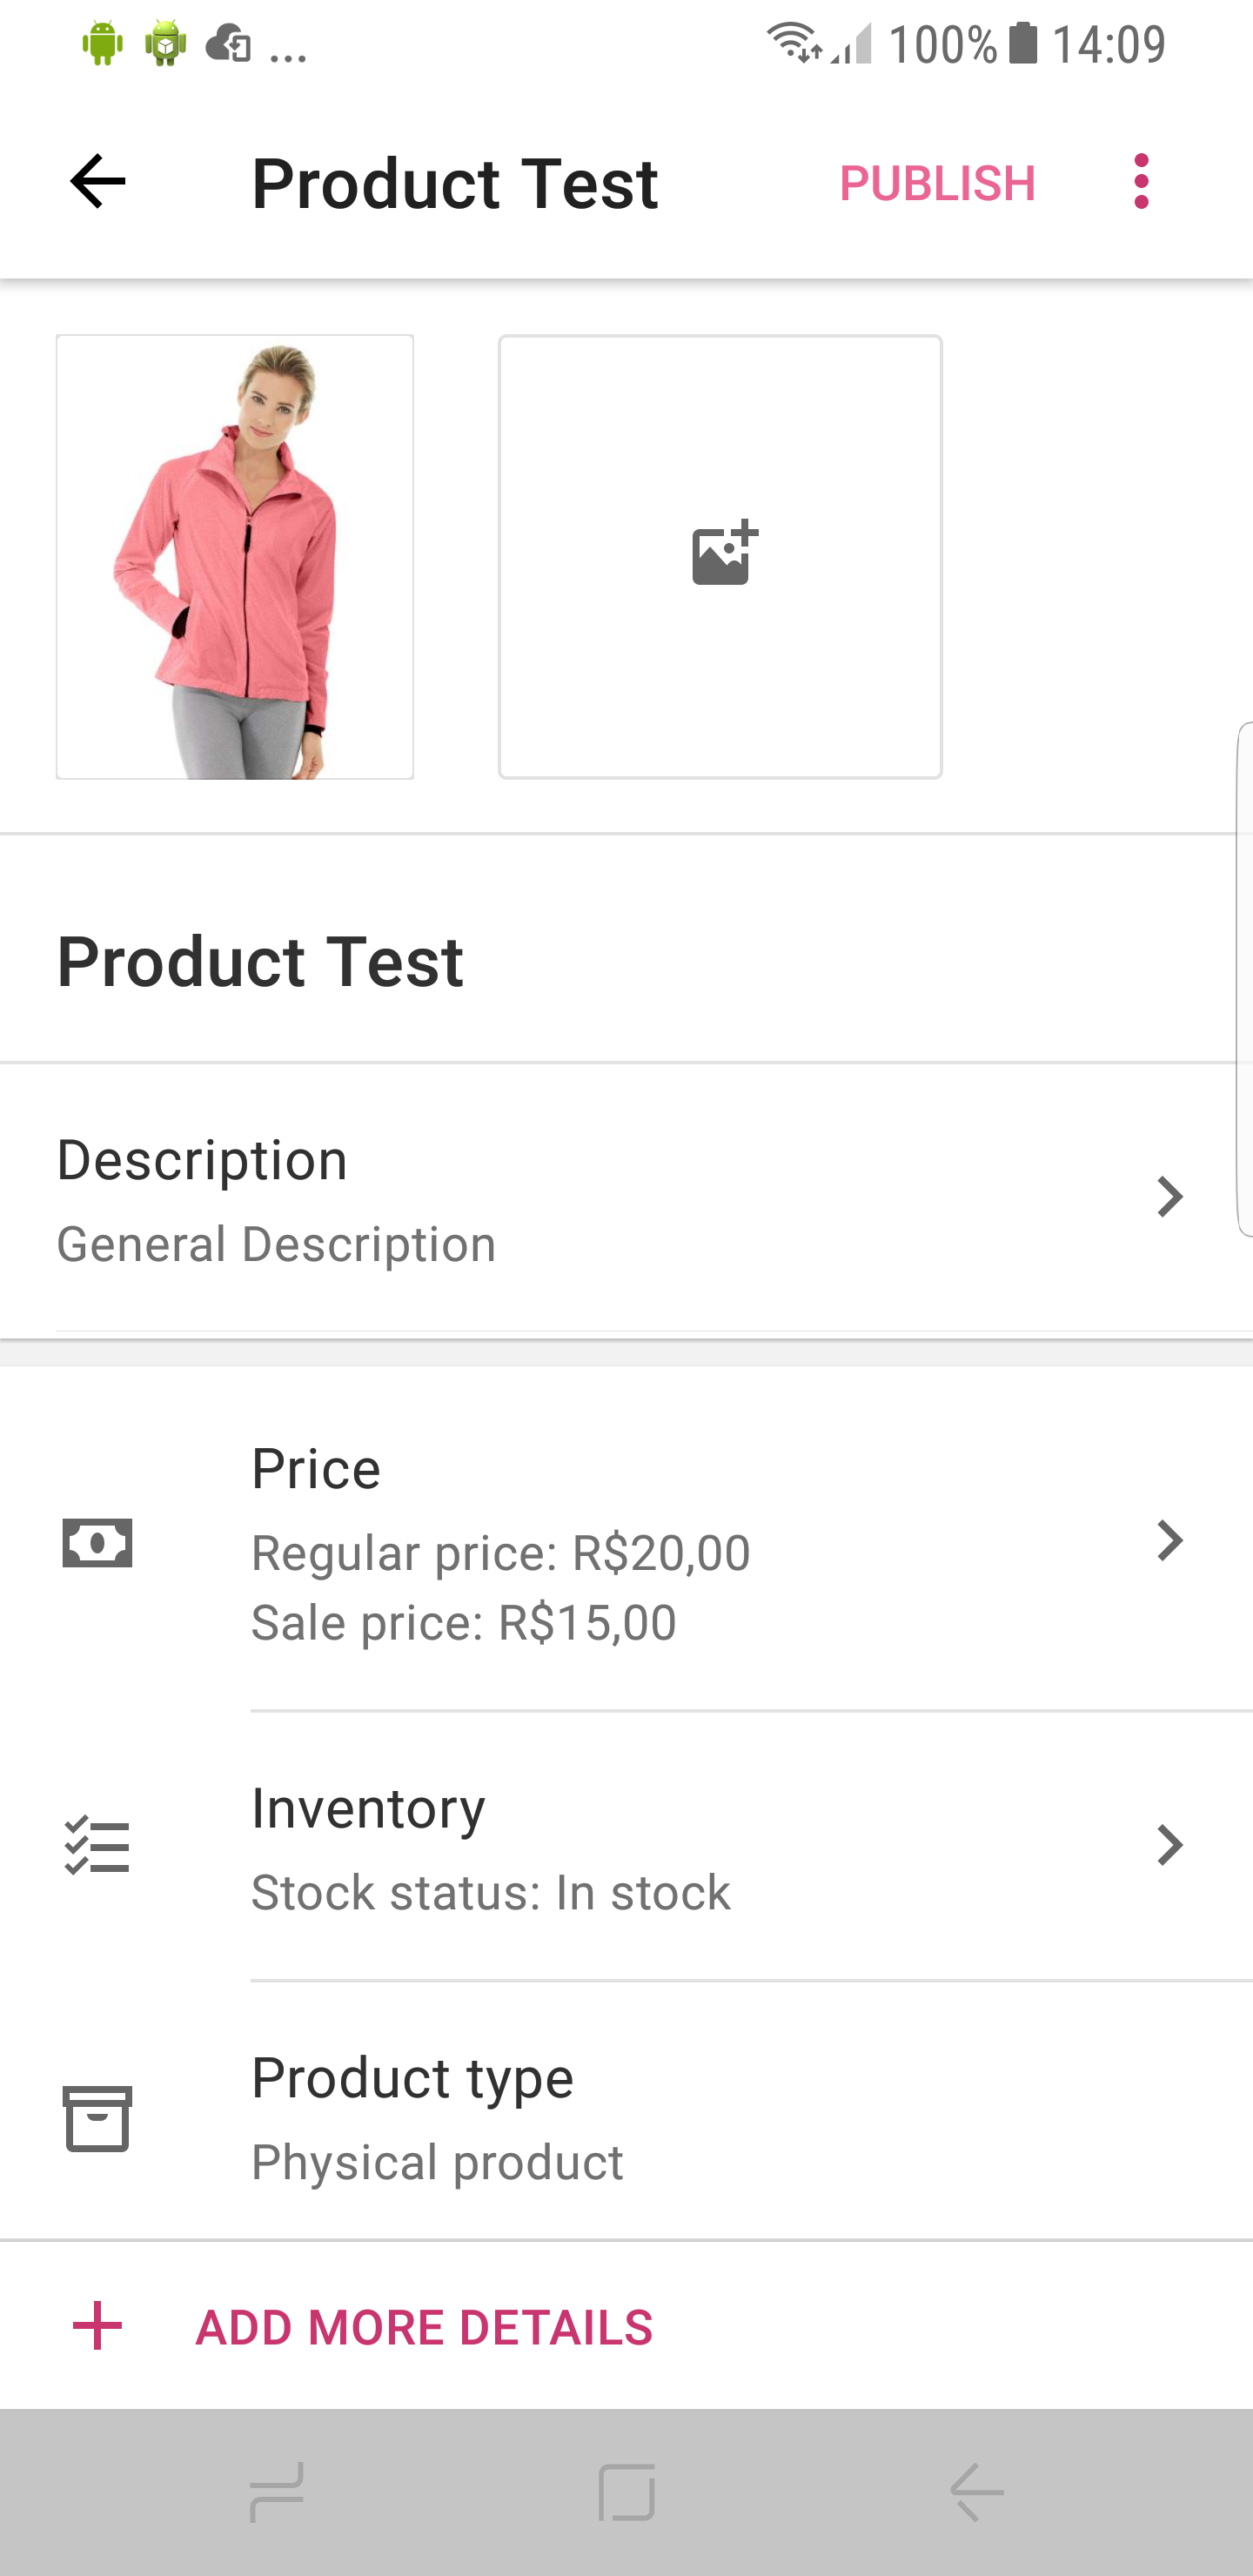 ... 100% 14:09
Product Test PUBLISH
Product Test
Description
General Description
Price
Regular price: R$20,00
Sale price: R$15,00
Inventory
Stock status: In stock
Product type
Physical product
ADD MORE DETAILS